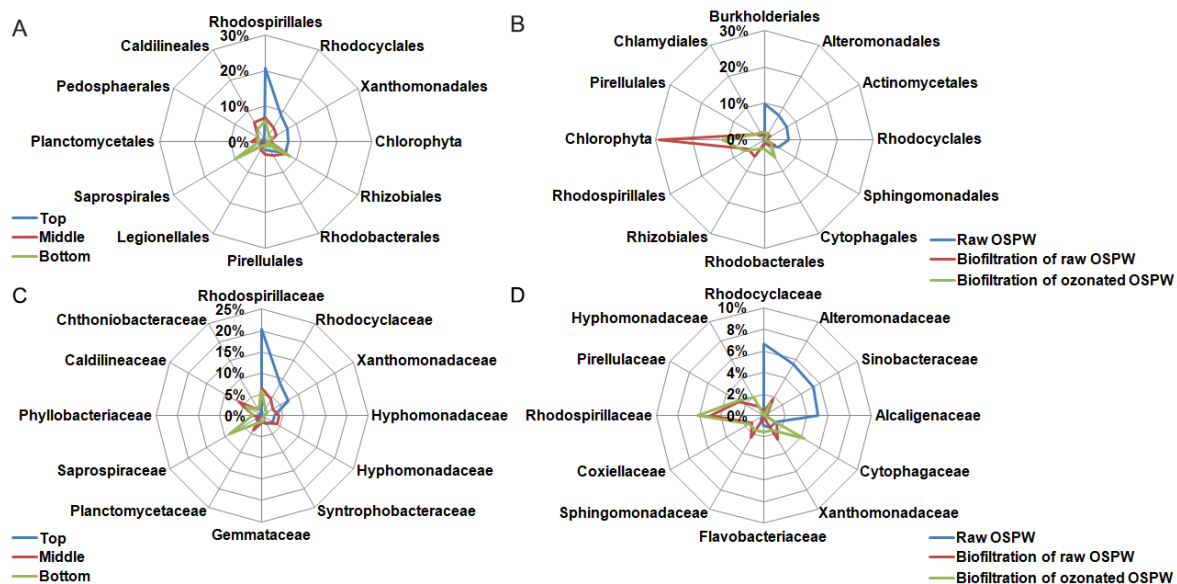 A
Rhodospirillales
30%
20%
10%
0%
Rhodocyclales
Xanthomonadales
Chlorophyta
Rhizobiales
Rhodobacterales
Pirellulales
Legionellales
Saprospirales
Planctomycetales
Pedosphaerales
Caldilineales
Top
Middle
Bottom
B
Burkholderiales
30%
20%
10%
0%
Alteromonadales
Actinomycetales
Rhodocyclales
Sphingomonadales
Cytophagales
Rhodobacterales
Rhizobiales
Rhodospirillales
Chlorophyta
Pirellulales
Chlamydiales
Raw OSPW
Biofiltration of raw OSPW
Biofiltration of ozonated OSPW
C
Rhodospirillaceae
25%
20%
15%
10%
5%
0%
Rhodocyclaceae
Xanthomonadaceae
Hyphomonadaceae
Hyphomonadaceae
Syntrophobacteraceae
Gemmataceae
Planctomycetaceae
Saprospiraceae
Phyllobacteriaceae
Caldilineaceae
Chthoniobacteraceae
Top
Middle
Bottom
D
Rhodocyclaceae
10%
8%
6%
4%
2%
0%
Alteromonadaceae
Sinobacteraceae
Alcaligenaceae
Cytophagaceae
Xanthomonadaceae
Flavobacteriaceae
Sphingomonadaceae
Coxiellaceae
Rhodospirillaceae
Pirellulaceae
Hyphomonadaceae
Raw OSPW
Biofiltration of raw OSPW
Biofiltration of ozonated OSPW